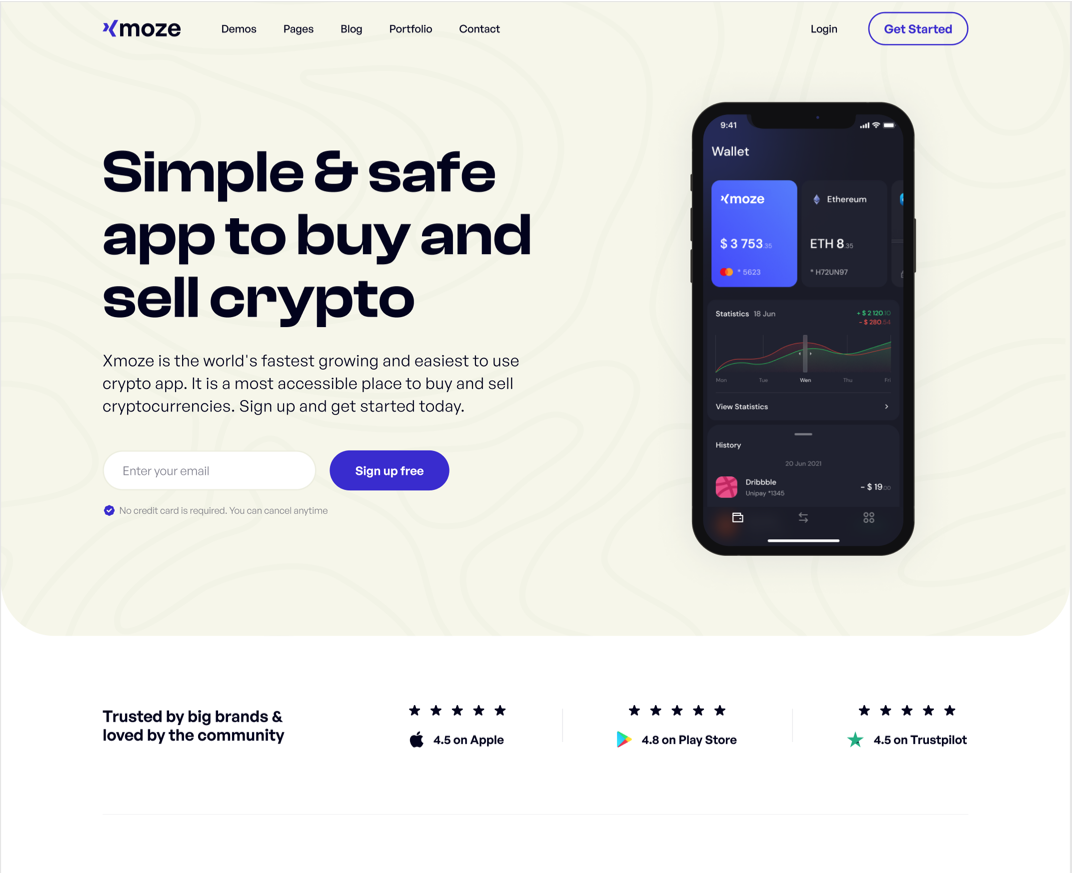 Xmoze
Demos
Pages
Blog
Portfolio
Contact
Login
Get Started
Simple & safe
app to buy and
sell crypto
Xmoze is the world's fastest growing and easiest to use
crypto app. It is a most accessible place to buy and sell
cryptocurrencies. Sign up and get started today.
Enter your email
Sign up free
No credit card is required. You can cancel anytime
9:41
Wallet
Xmoze
$ 3 753.35
* 5623
Ethereum
ETH 8.35
* H72UN97
Statistics 18 Jun
+ $ 2 120
- $ 280
Mon Tue Wen Thu Fri
View Statistics
History
20 Jun 2021
Dribbble
Unipay *1345
- $ 19
Trusted by big brands &
loved by the community
4.5 on Apple
4.8 on Play Store
4.5 on Trustpilot